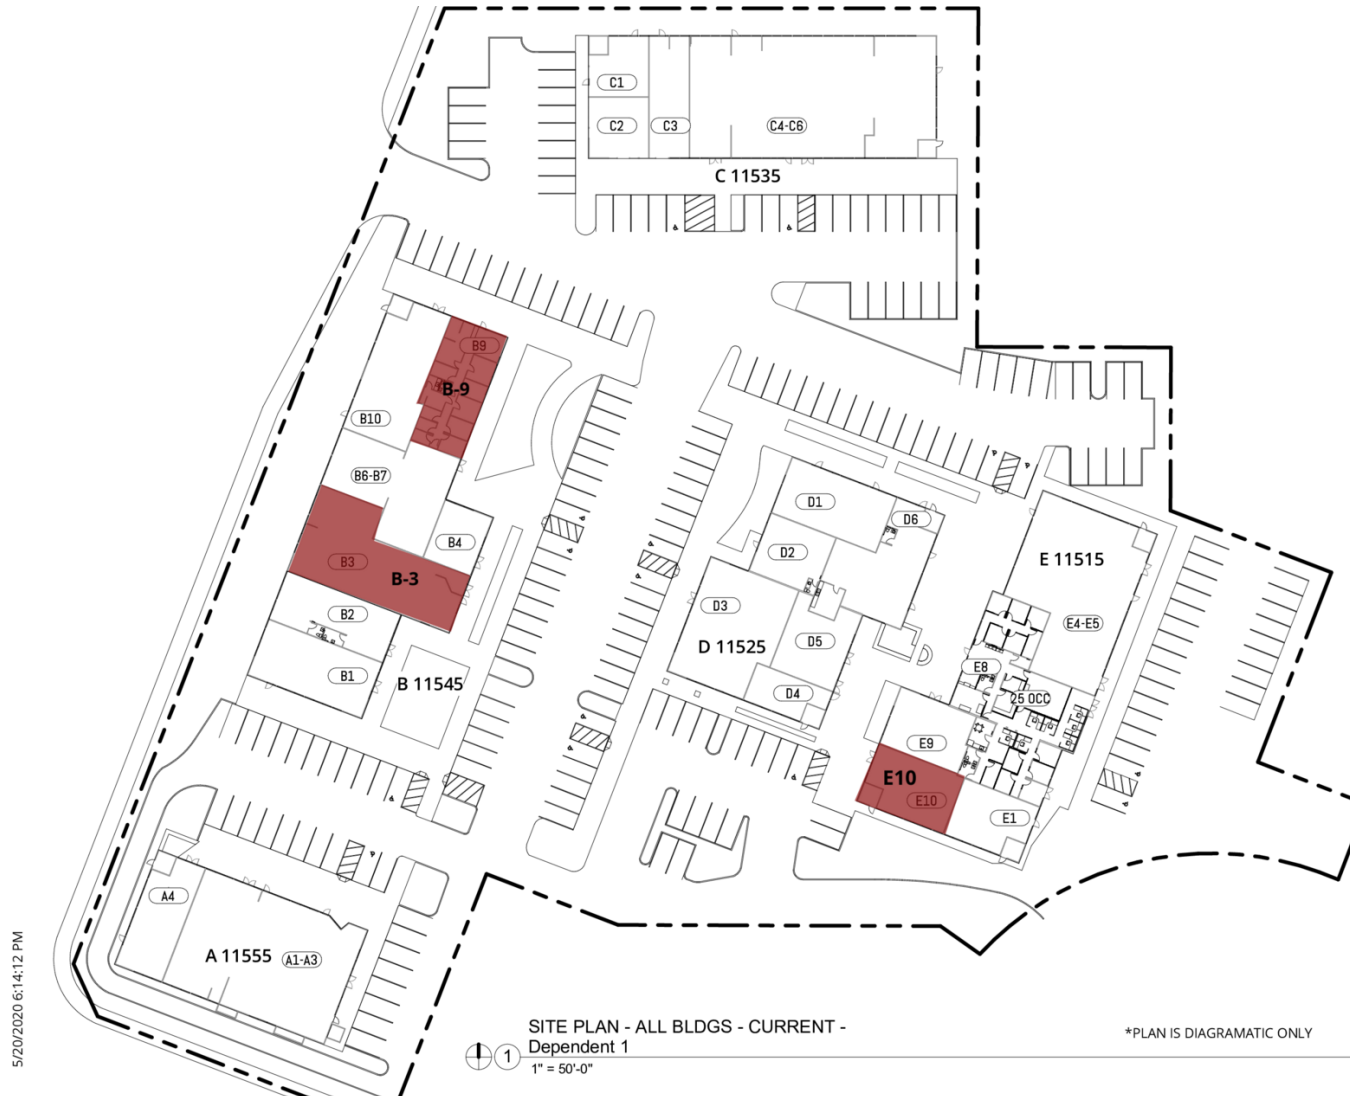 C1
C2
C3
C4-C6
C 11535
B9
B-9
B10
B6-B7
B4
B3
B-3
B2
B1
B 11545
D1
D6
D2
D3
D5
D 11525
D4
E 11515
E4-E5
E8
25 OCC
E9
E10
E10
E1
A4
A 11555
A1-A3
5/20/2020 6:14:12 PM
1
SITE PLAN - ALL BLDGS - CURRENT -
Dependent 1
1" = 50'-0"
*PLAN IS DIAGRAMATIC ONLY